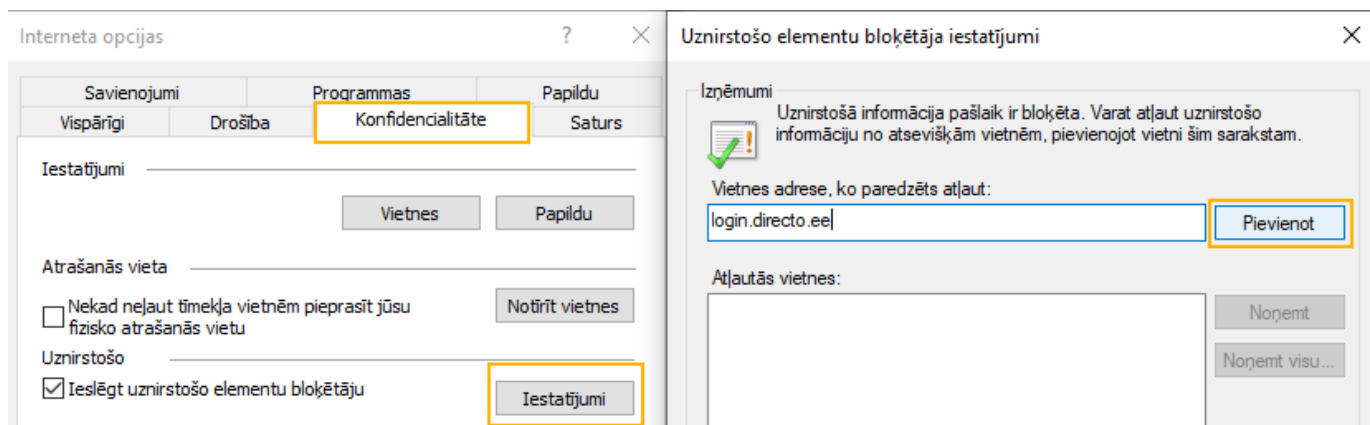 Interneta opcijas
?
Savienojumi
Programmas
Papildu
Vispārīgi
Drošība
Konfidencialitāte
Saturs
Iestatījumi
Vietnes
Papildu
Atrašanās vieta
Nekad neļaut tīmekļa vietnēm pieprasīt jūsu
fizisko atrašanās vietu
Notīrīt vietnes
Uznirstošo
Ieslēgt uznirstošo elementu bloķētāju
Iestatījumi
Uznirstošo elementu bloķētāja iestatījumi
Izņēmumi
Uznirstošā informācija pašlaik ir bloķēta. Varat atļaut uznirstošo
informāciju no atsevišķām vietnēm, pievienojot vietni šim sarakstam.
Vietnes adrese, ko paredzēts atļaut:
login.directo.ee
Pievienot
Atļautās vietnes:
Noņemt
Noņemt visu...